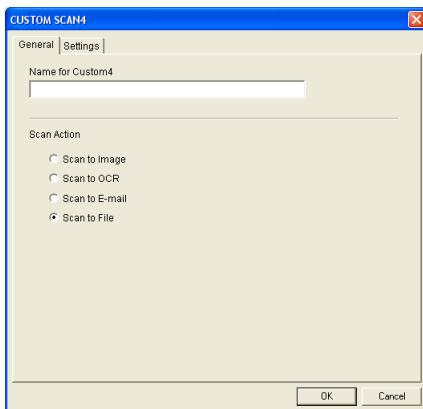 CUSTOM SCAN4
General Settings
Name for Custom4
Scan Action
Scan to Image
Scan to OCR
Scan to E-mail
Scan to File
OK Cancel